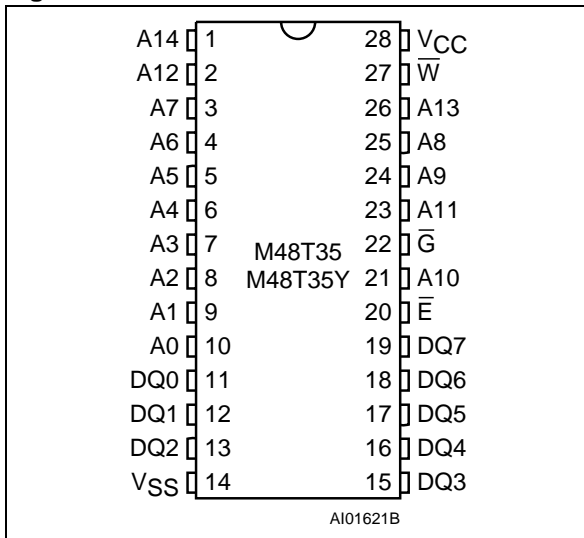 A14 1 28 VCC
A12 2 27 W̅
A7 3 26 A13
A6 4 25 A8
A5 5 24 A9
A4 6 23 A11
A3 7 M48T35 22 G̅
A2 8 M48T35Y 21 A10
A1 9 20 E̅
A0 10 19 DQ7
DQ0 11 18 DQ6
DQ1 12 17 DQ5
DQ2 13 16 DQ4
VSS 14 15 DQ3
AI01621B